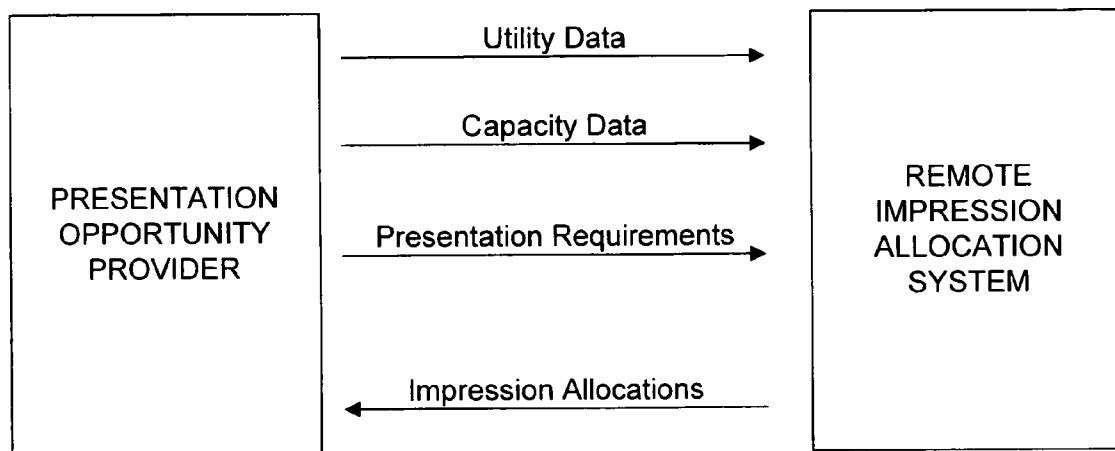 PRESENTATION
OPPORTUNITY
PROVIDER
Utility Data
Capacity Data
Presentation Requirements
Impression Allocations
REMOTE
IMPRESSION
ALLOCATION
SYSTEM